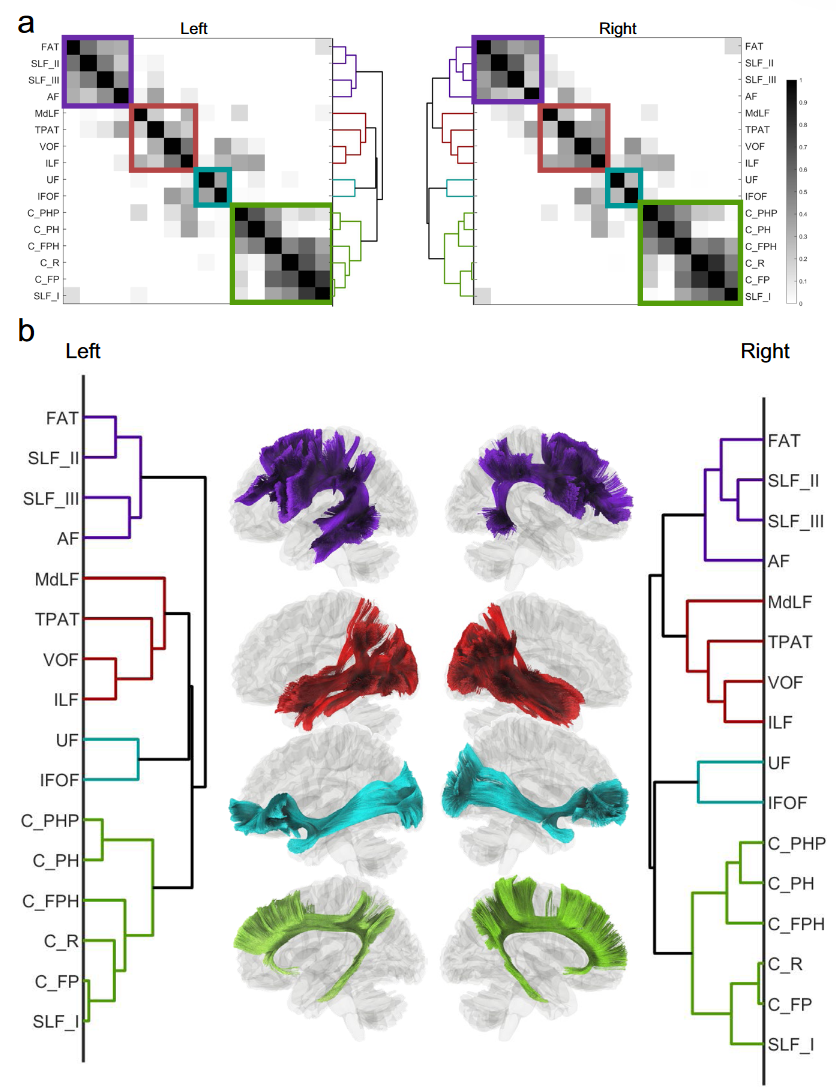 a
Left
Right
FAT
SLF_II
SLF_III
AF
MdLF
TPAT
VOF
ILF
UF
IFOF
C_PHP
C_PH
C_FPH
C_R
C_FP
SLF_I
FAT
SLF_II
SLF_III
AF
MdLF
TPAT
VOF
ILF
UF
IFOF
C_PHP
C_PH
C_FPH
C_R
C_FP
SLF_I
1
0.9
0.8
0.7
0.6
0.5
0.4
0.3
0.2
0.1
0
b
Left
Right
FAT
SLF_II
SLF_III
AF
MdLF
TPAT
VOF
ILF
UF
IFOF
C_PHP
C_PH
C_FPH
C_R
C_FP
SLF_I
FAT
SLF_II
SLF_III
AF
MdLF
TPAT
VOF
ILF
UF
IFOF
C_PHP
C_PH
C_FPH
C_R
C_FP
SLF_I